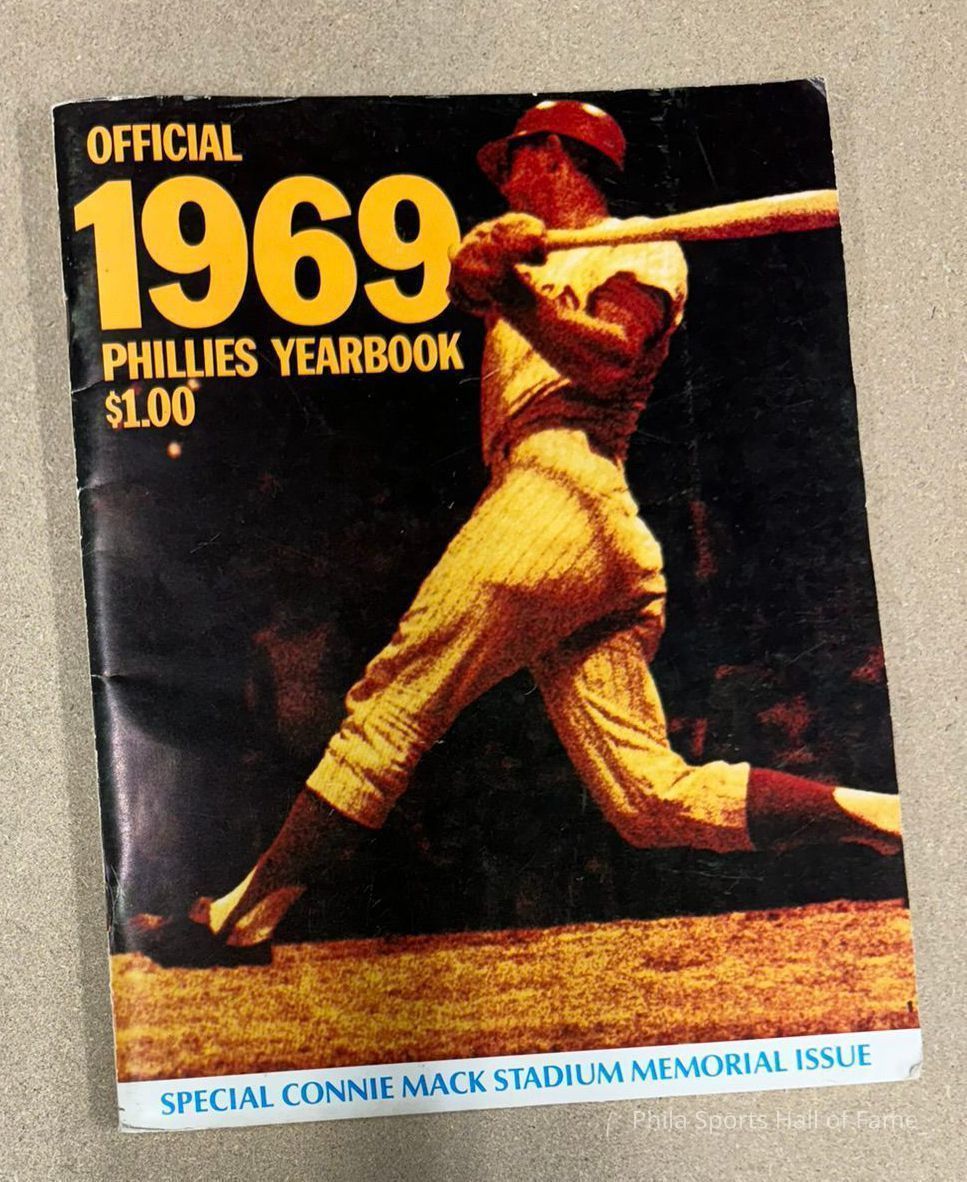 OFFICIAL
1969
PHILLIES YEARBOOK
$1.00
SPECIAL CONNIE MACK STADIUM MEMORIAL ISSUE
Phila Sports Hall of Fame